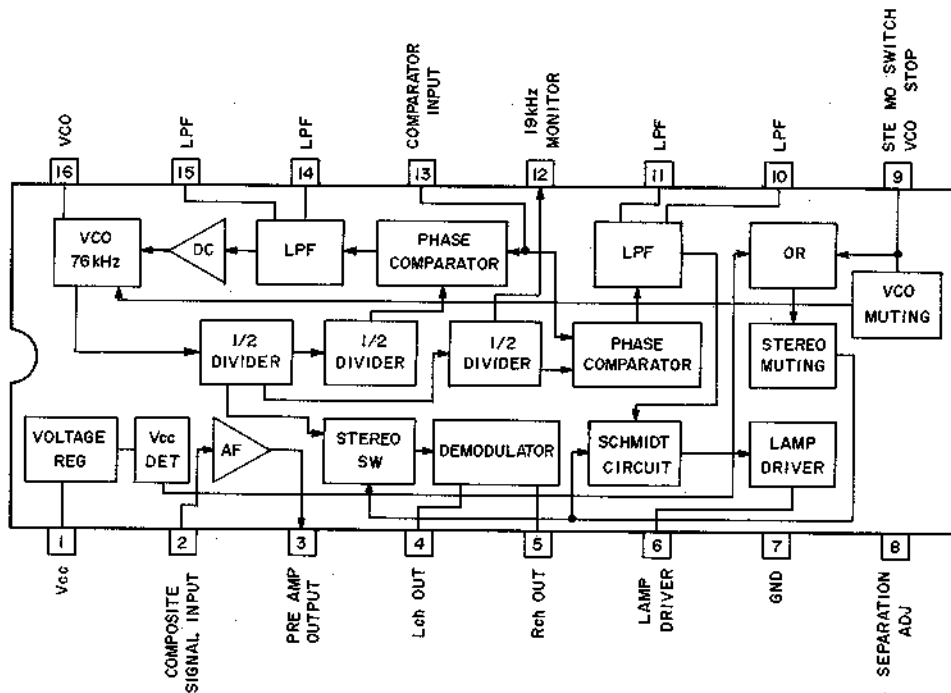 VCO
LPF
LPF
COMPARATOR
INPUT
19kHz
MONITOR
LPF
LPF
STE MO SWITCH
VCO STOP
16
15
14
13
12
11
10
9
VCO
76kHz
DC
LPF
PHASE
COMPARATOR
LPF
OR
VCO
MUTING
1/2
DIVIDER
1/2
DIVIDER
1/2
DIVIDER
PHASE
COMPARATOR
STEREO
MUTING
VOLTAGE
REG
Vcc
DET
AF
STEREO
SW
DEMODULATOR
SCHMIDT
CIRCUIT
LAMP
DRIVER
1
2
3
4
5
6
7
8
Vcc
COMPOSITE
SIGNAL INPUT
PRE AMP
OUTPUT
Lch OUT
Rch OUT
LAMP
DRIVER
GND
SEPARATION
ADJ